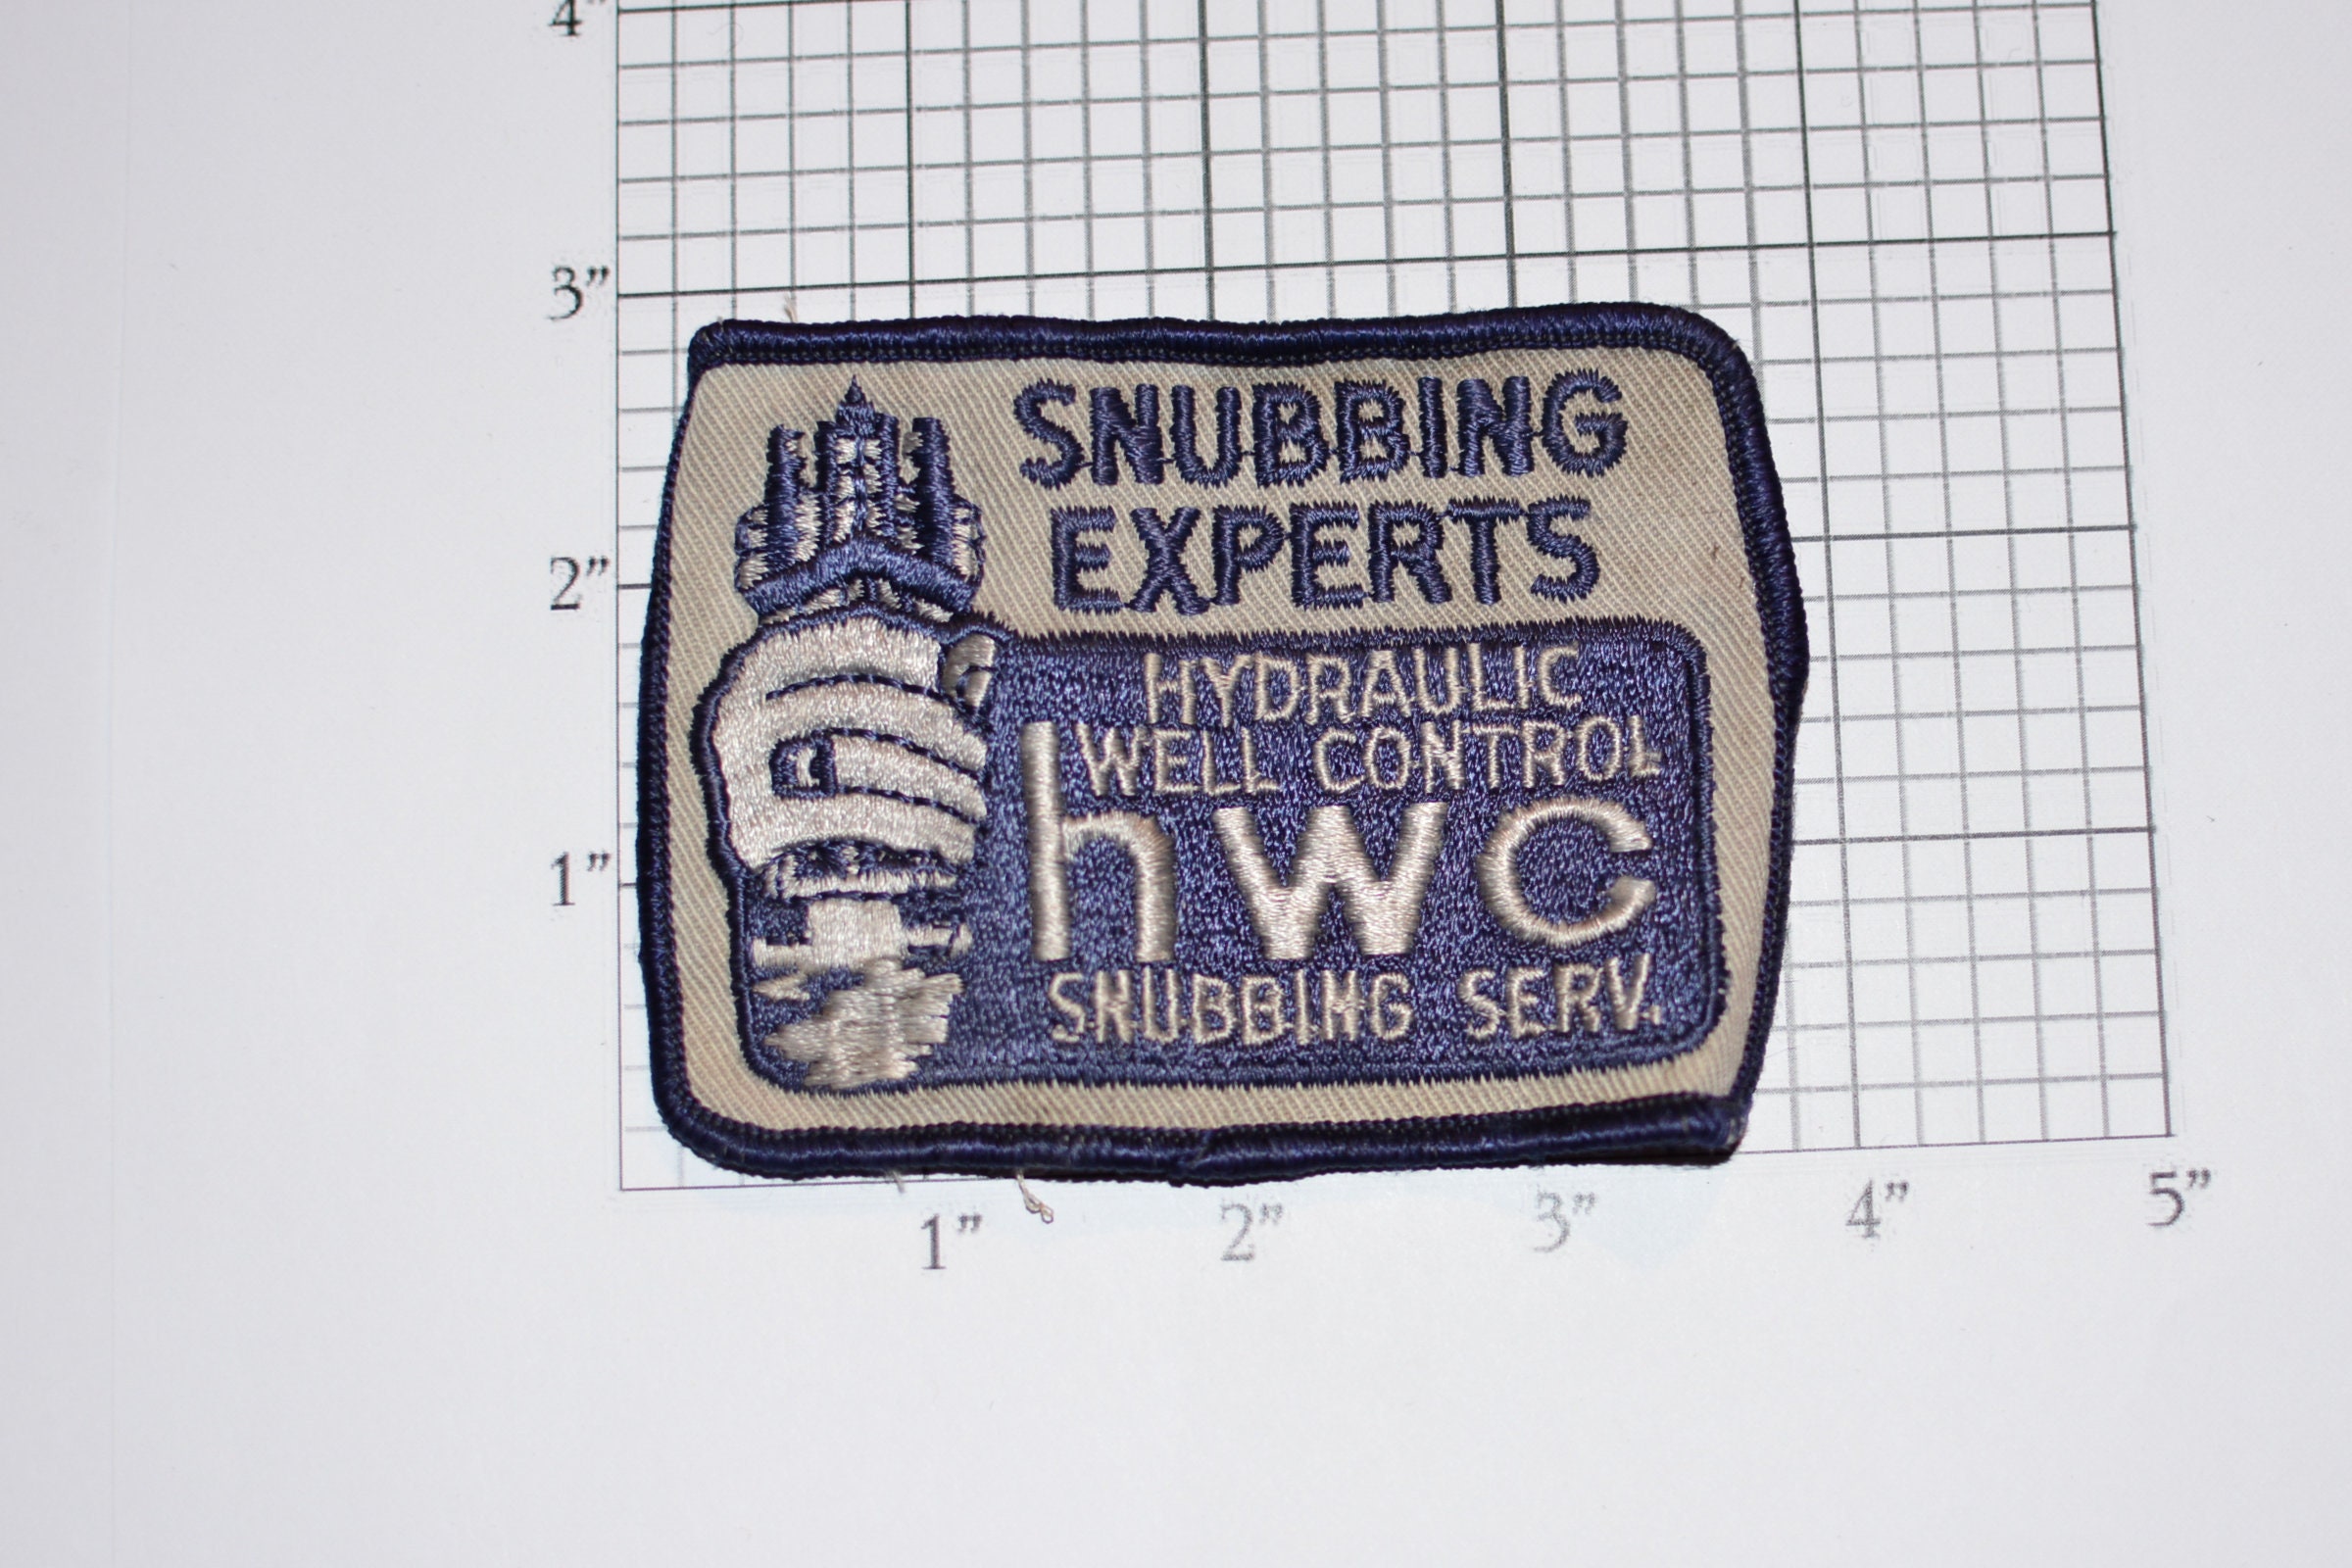 4"
3"
2"
1"
SNUBBING
EXPERTS
HYDRAULIC
WELL CONTROL
hwc
SNUBBING SERV.
1" 2" 3" 4" 5"